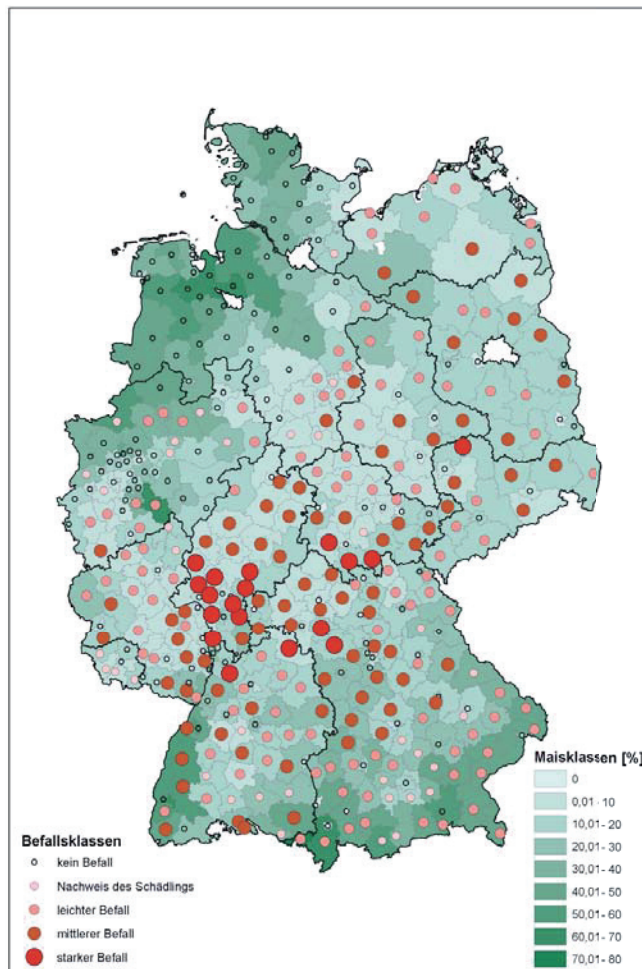 Maisklassen [%]
0
0,01 - 10
10,01 - 20
20,01 - 30
30,01 - 40
40,01 - 50
50,01 - 60
60,01 - 70
70,01 - 80
Befallsklassen
kein Befall
Nachweis des Schädlings
leichter Befall
mittlerer Befall
starker Befall